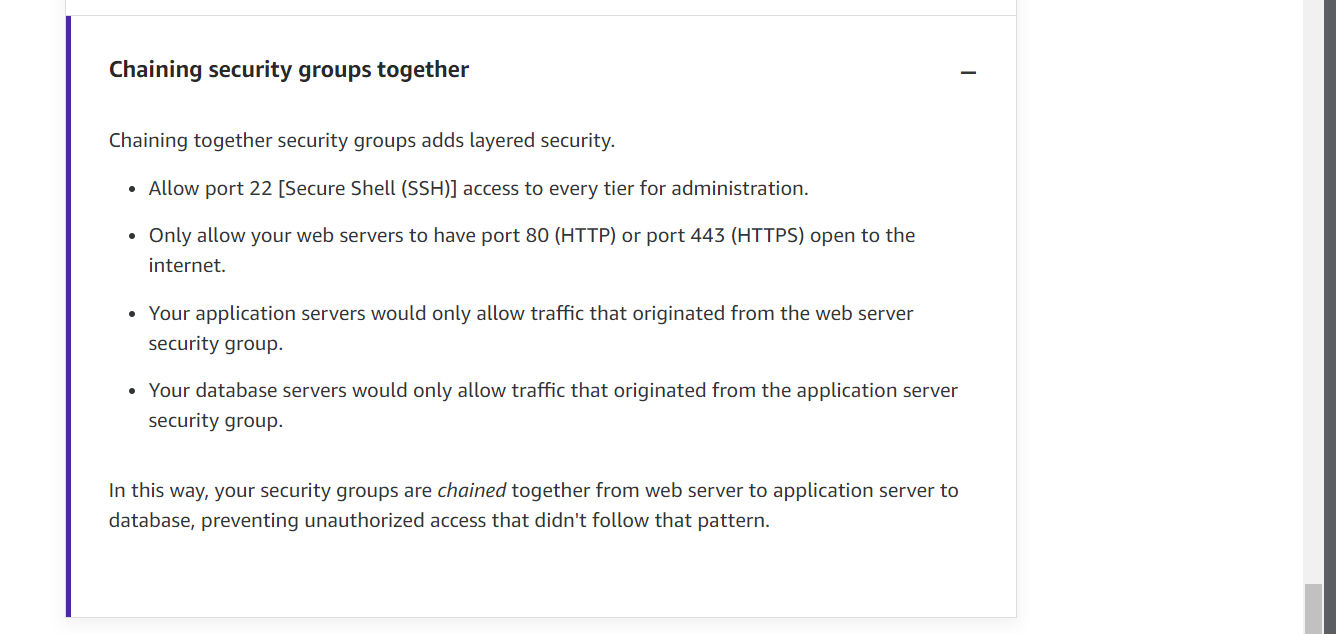 Chaining security groups together
Chaining together security groups adds layered security.
• Allow port 22 [Secure Shell (SSH)] access to every tier for administration.
• Only allow your web servers to have port 80 (HTTP) or port 443 (HTTPS) open to the
internet.
• Your application servers would only allow traffic that originated from the web server
security group.
• Your database servers would only allow traffic that originated from the application server
security group.
In this way, your security groups are chained together from web server to application server to
database, preventing unauthorized access that didn't follow that pattern.